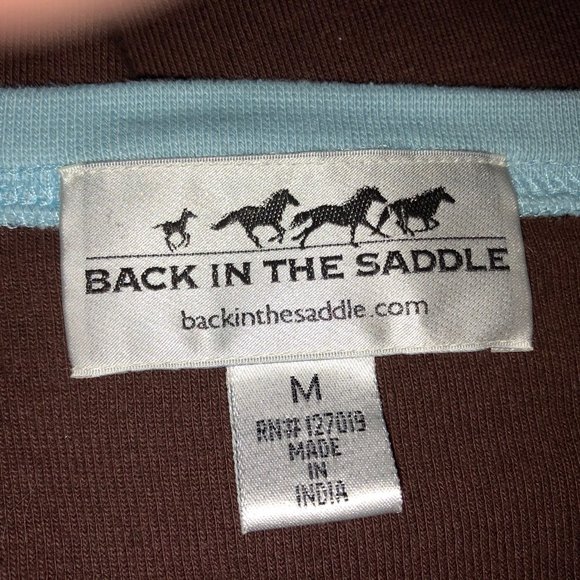 BACK IN THE SADDLE
backinthesaddle.com
M
RN# 127019
MADE
IN
INDIA